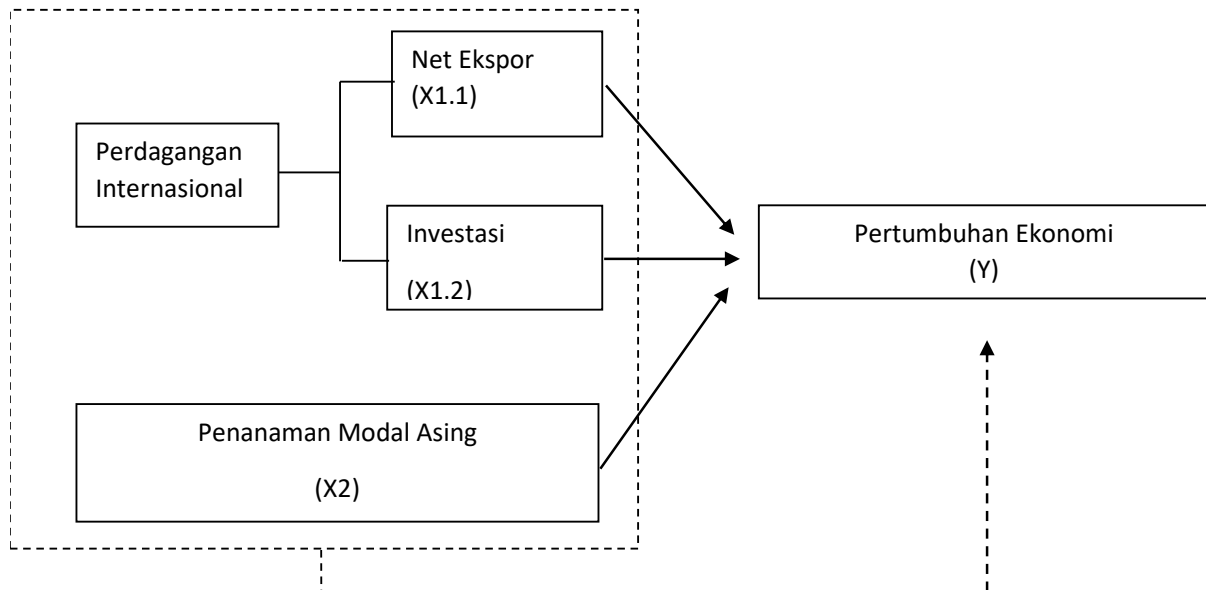 Net Ekspor
(X1.1)
Perdagangan
Internasional
Investasi
(X1.2)
Pertumbuhan Ekonomi
(Y)
Penanaman Modal Asing
(X2)